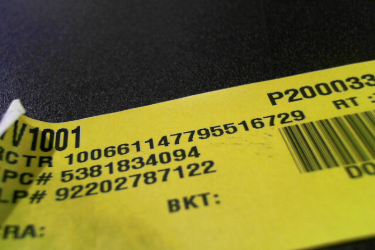 P200033
V1001 RT :
CTR 100661147795516729
PC# 5381834094
LP# 92202787122
BKT: DO
RA: